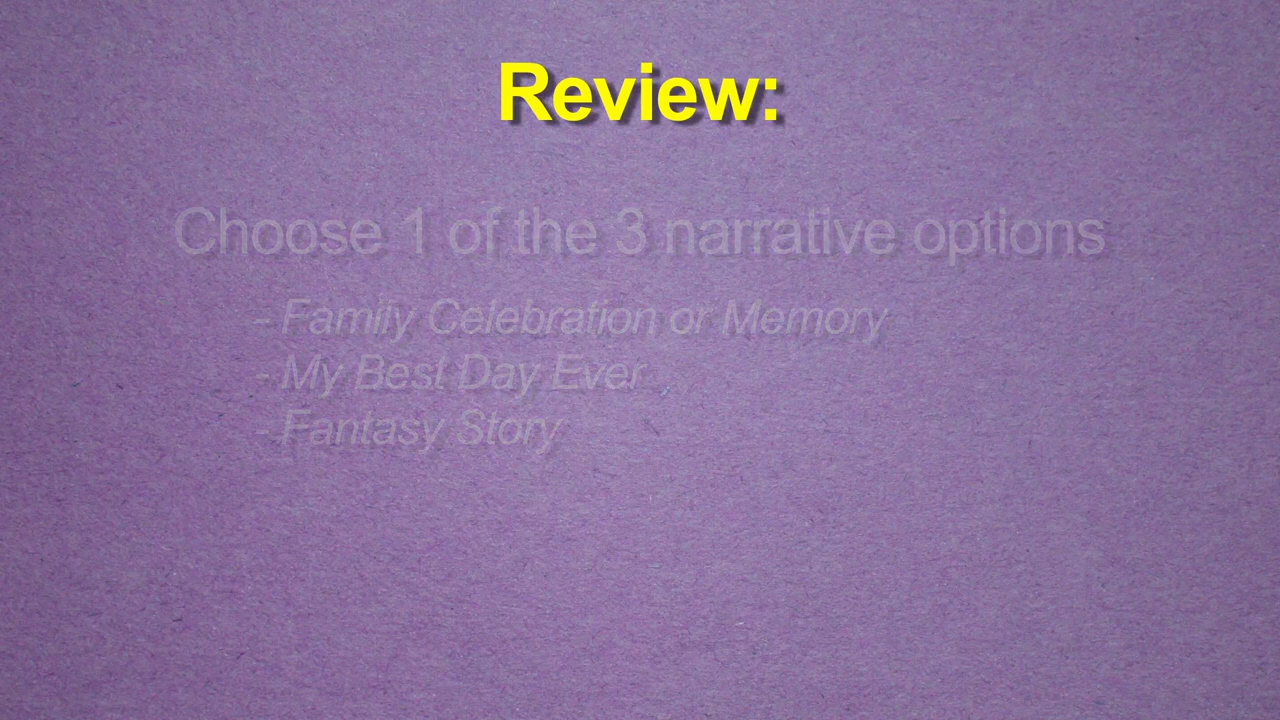 Review:
Choose 1 of the 3 narrative options
- Family Celebration or Memory
- My Best Day Ever
- Fantasy Story